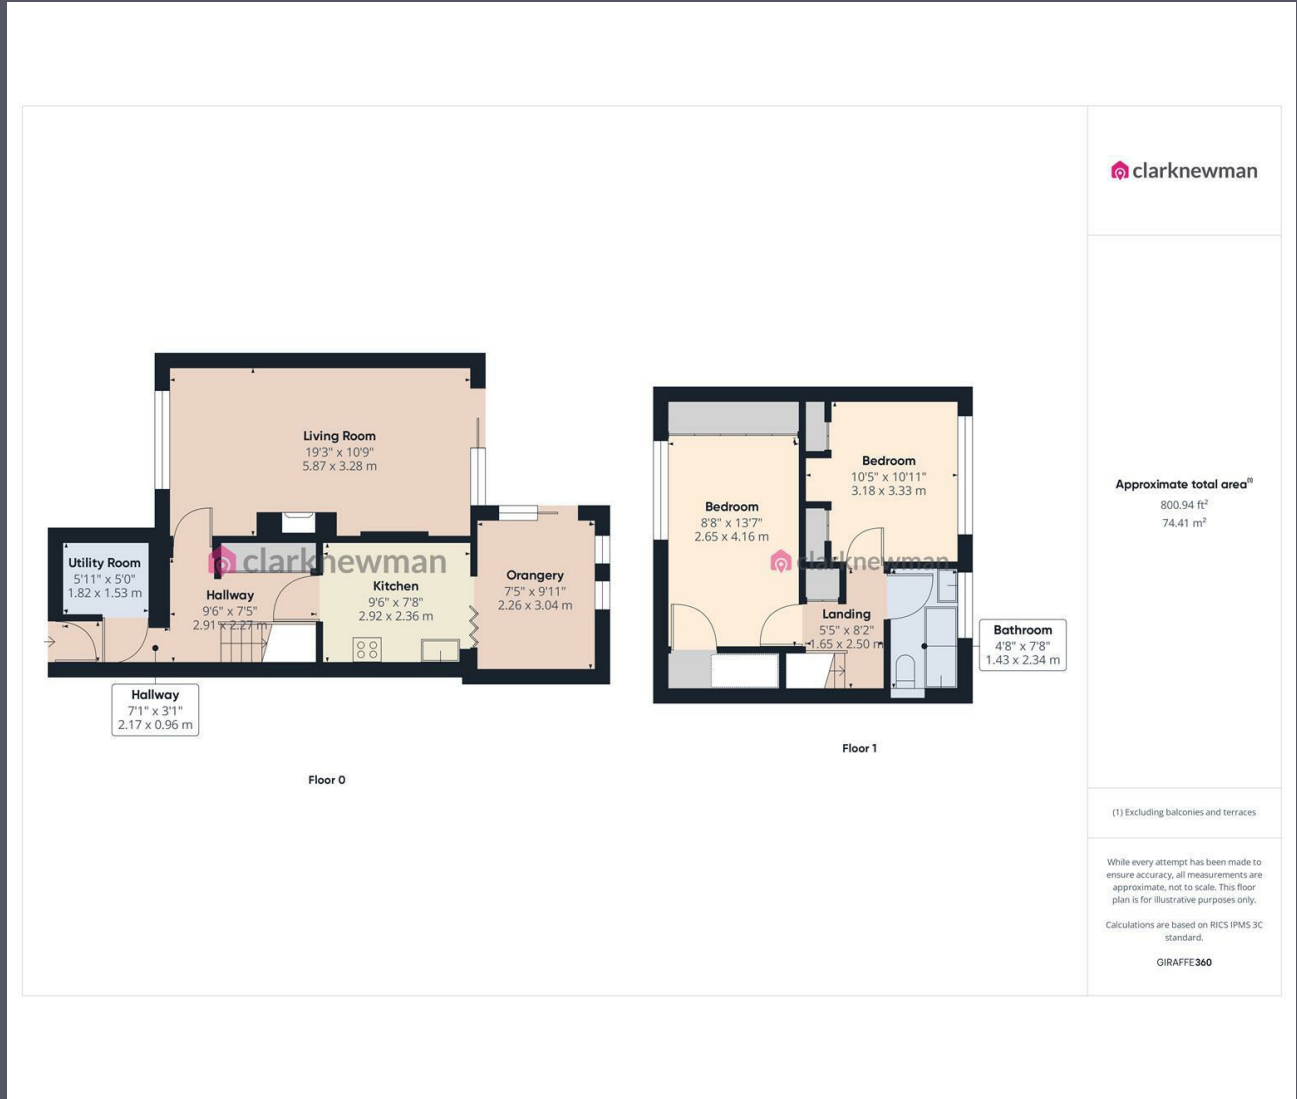 clarknewman
Living Room
19'3" x 10'9"
5.87 x 3.28 m
Utility Room
5'11" x 5'0"
1.82 x 1.53 m
clarknewman
Hallway
9'6" x 7'5"
2.91 x 2.27 m
Kitchen
9'6" x 7'8"
2.92 x 2.36 m
Orangery
7'5" x 9'11"
2.26 x 3.04 m
Hallway
7'1" x 3'1"
2.17 x 0.96 m
Floor 0
Bedroom
10'5" x 10'11"
3.18 x 3.33 m
Bedroom
8'8" x 13'7"
2.65 x 4.16 m
clarknewman
Landing
5'5" x 8'2"
1.65 x 2.50 m
Bathroom
4'8" x 7'8"
1.43 x 2.34 m
Floor 1
Approximate total area(1)
800.94 ft²
74.41 m²
(1) Excluding balconies and terraces
While every attempt has been made to
ensure accuracy, all measurements are
approximate, not to scale. This floor
plan is for illustrative purposes only.
Calculations are based on RICS IPMS 3C
standard.
GIRAFFE360